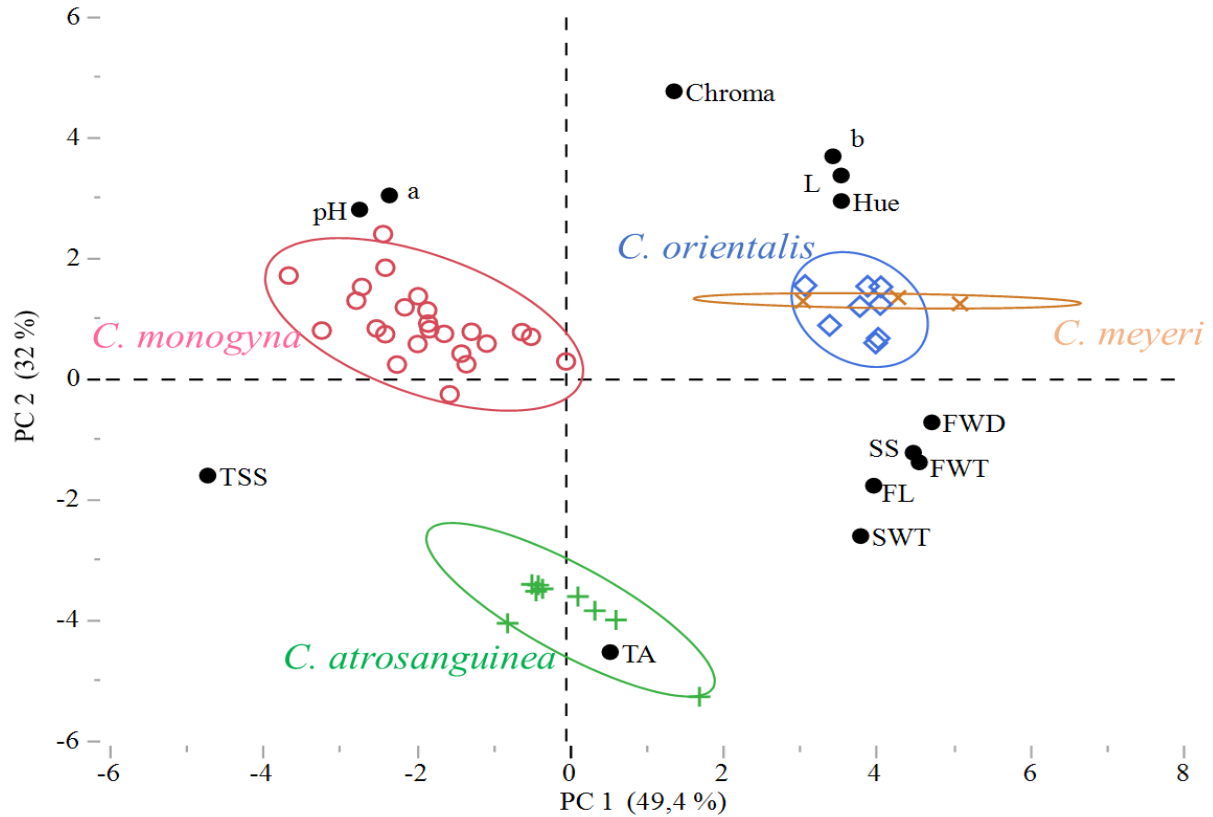 6
Chroma
4
b
L
a
Hue
pH
C. orientalis
2
C. monogyna
C. meyeri
0
PC 2 (32 %)
FWD
SS
FWT
TSS
FL
-2
SWT
C. atrosanguinea
TA
-4
-6
-6
-4
-2
0
2
4
6
8
PC 1 (49,4 %)